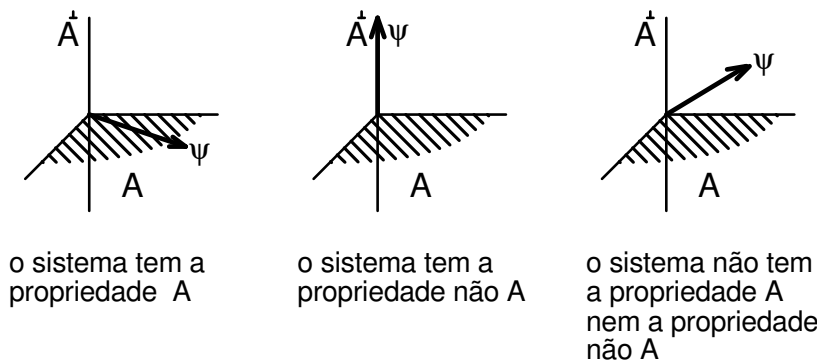 A⊥
ψ
A
o sistema tem a
propriedade A
A⊥
ψ
A
o sistema tem a
propriedade não A
A⊥
ψ
A
o sistema não tem
a propriedade A
nem a propriedade
não A